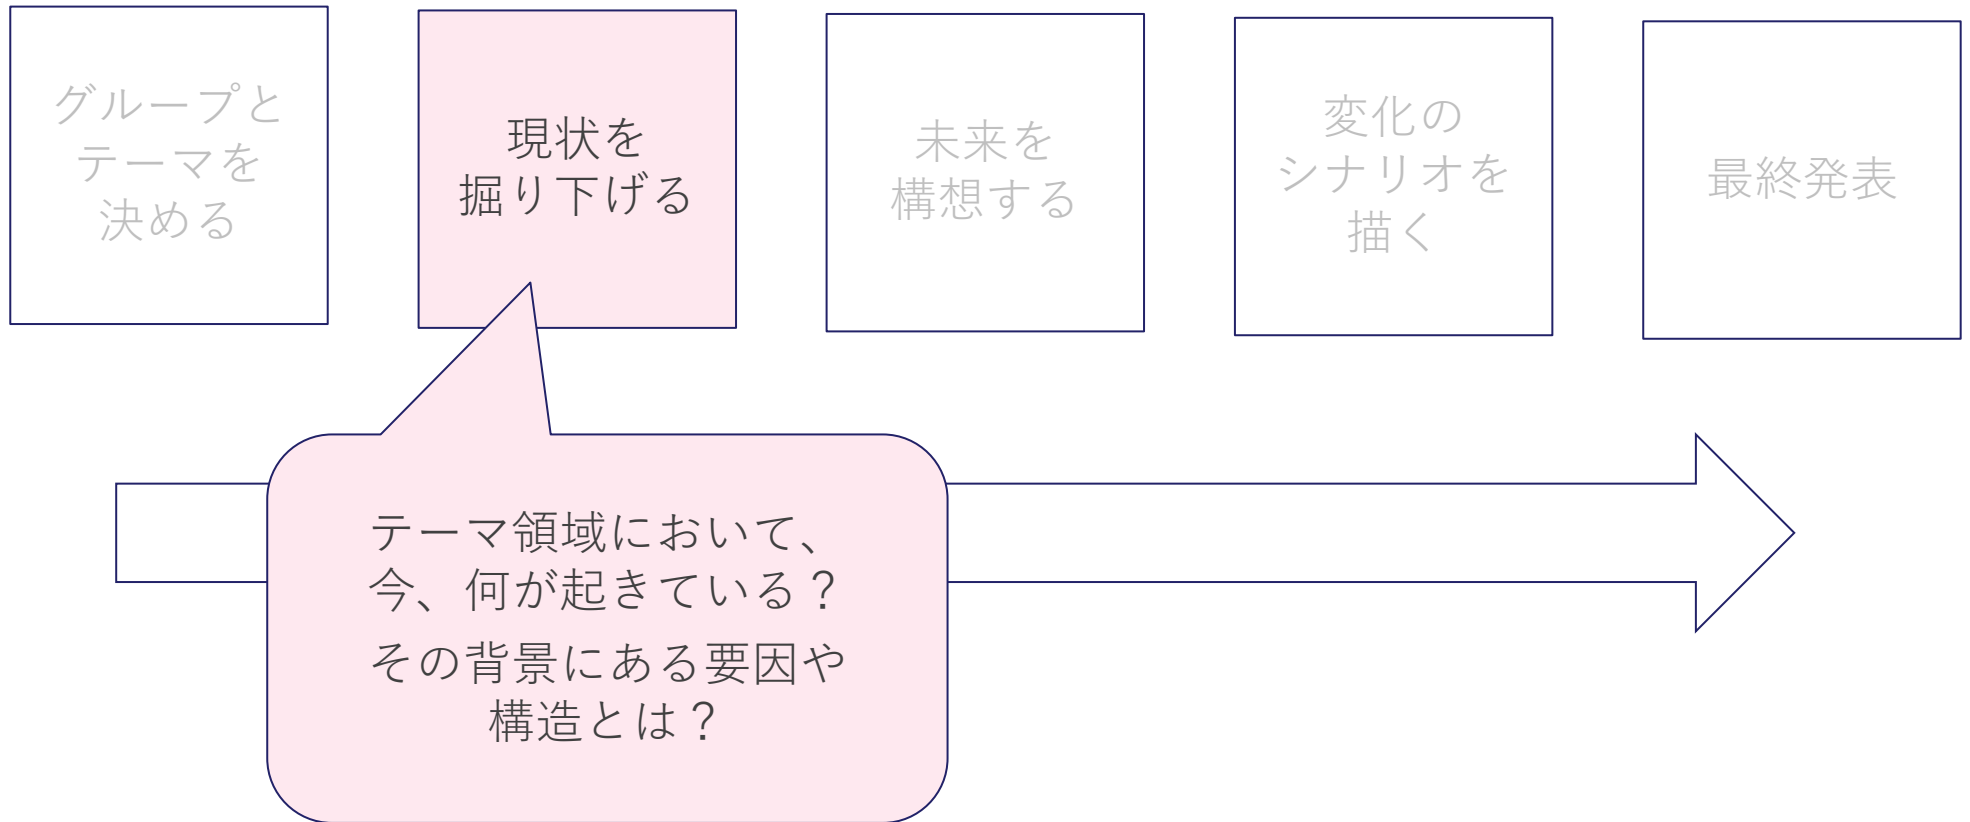 グループと
テーマを
決める
現状を
掘り下げる
未来を
構想する
変化の
シナリオを
描く
最終発表
テーマ領域において、
今、何が起きている？
その背景にある要因や
構造とは？